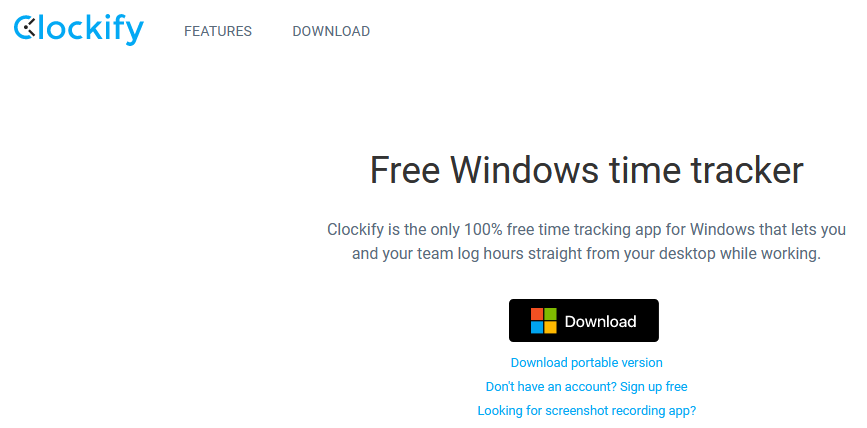 Clockify
FEATURES
DOWNLOAD
Free Windows time tracker
Clockify is the only 100% free time tracking app for Windows that lets you
and your team log hours straight from your desktop while working.
Download
Download portable version
Don't have an account? Sign up free
Looking for screenshot recording app?